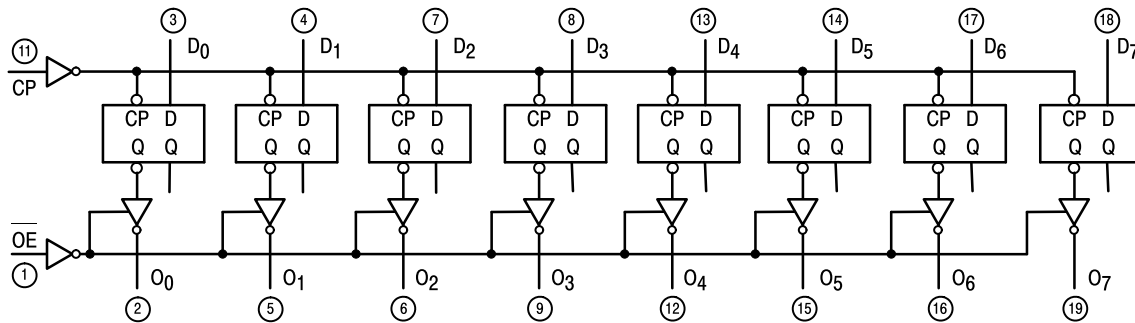 3 4 7 8 13 14 17 18
11 D0 D1 D2 D3 D4 D5 D6 D7
CP
CP D CP D CP D CP D CP D CP D CP D CP D
Q Q Q Q Q Q Q Q Q Q Q Q Q Q Q Q
OE
1 O0 O1 O2 O3 O4 O5 O6 O7
2 5 6 9 12 15 16 19